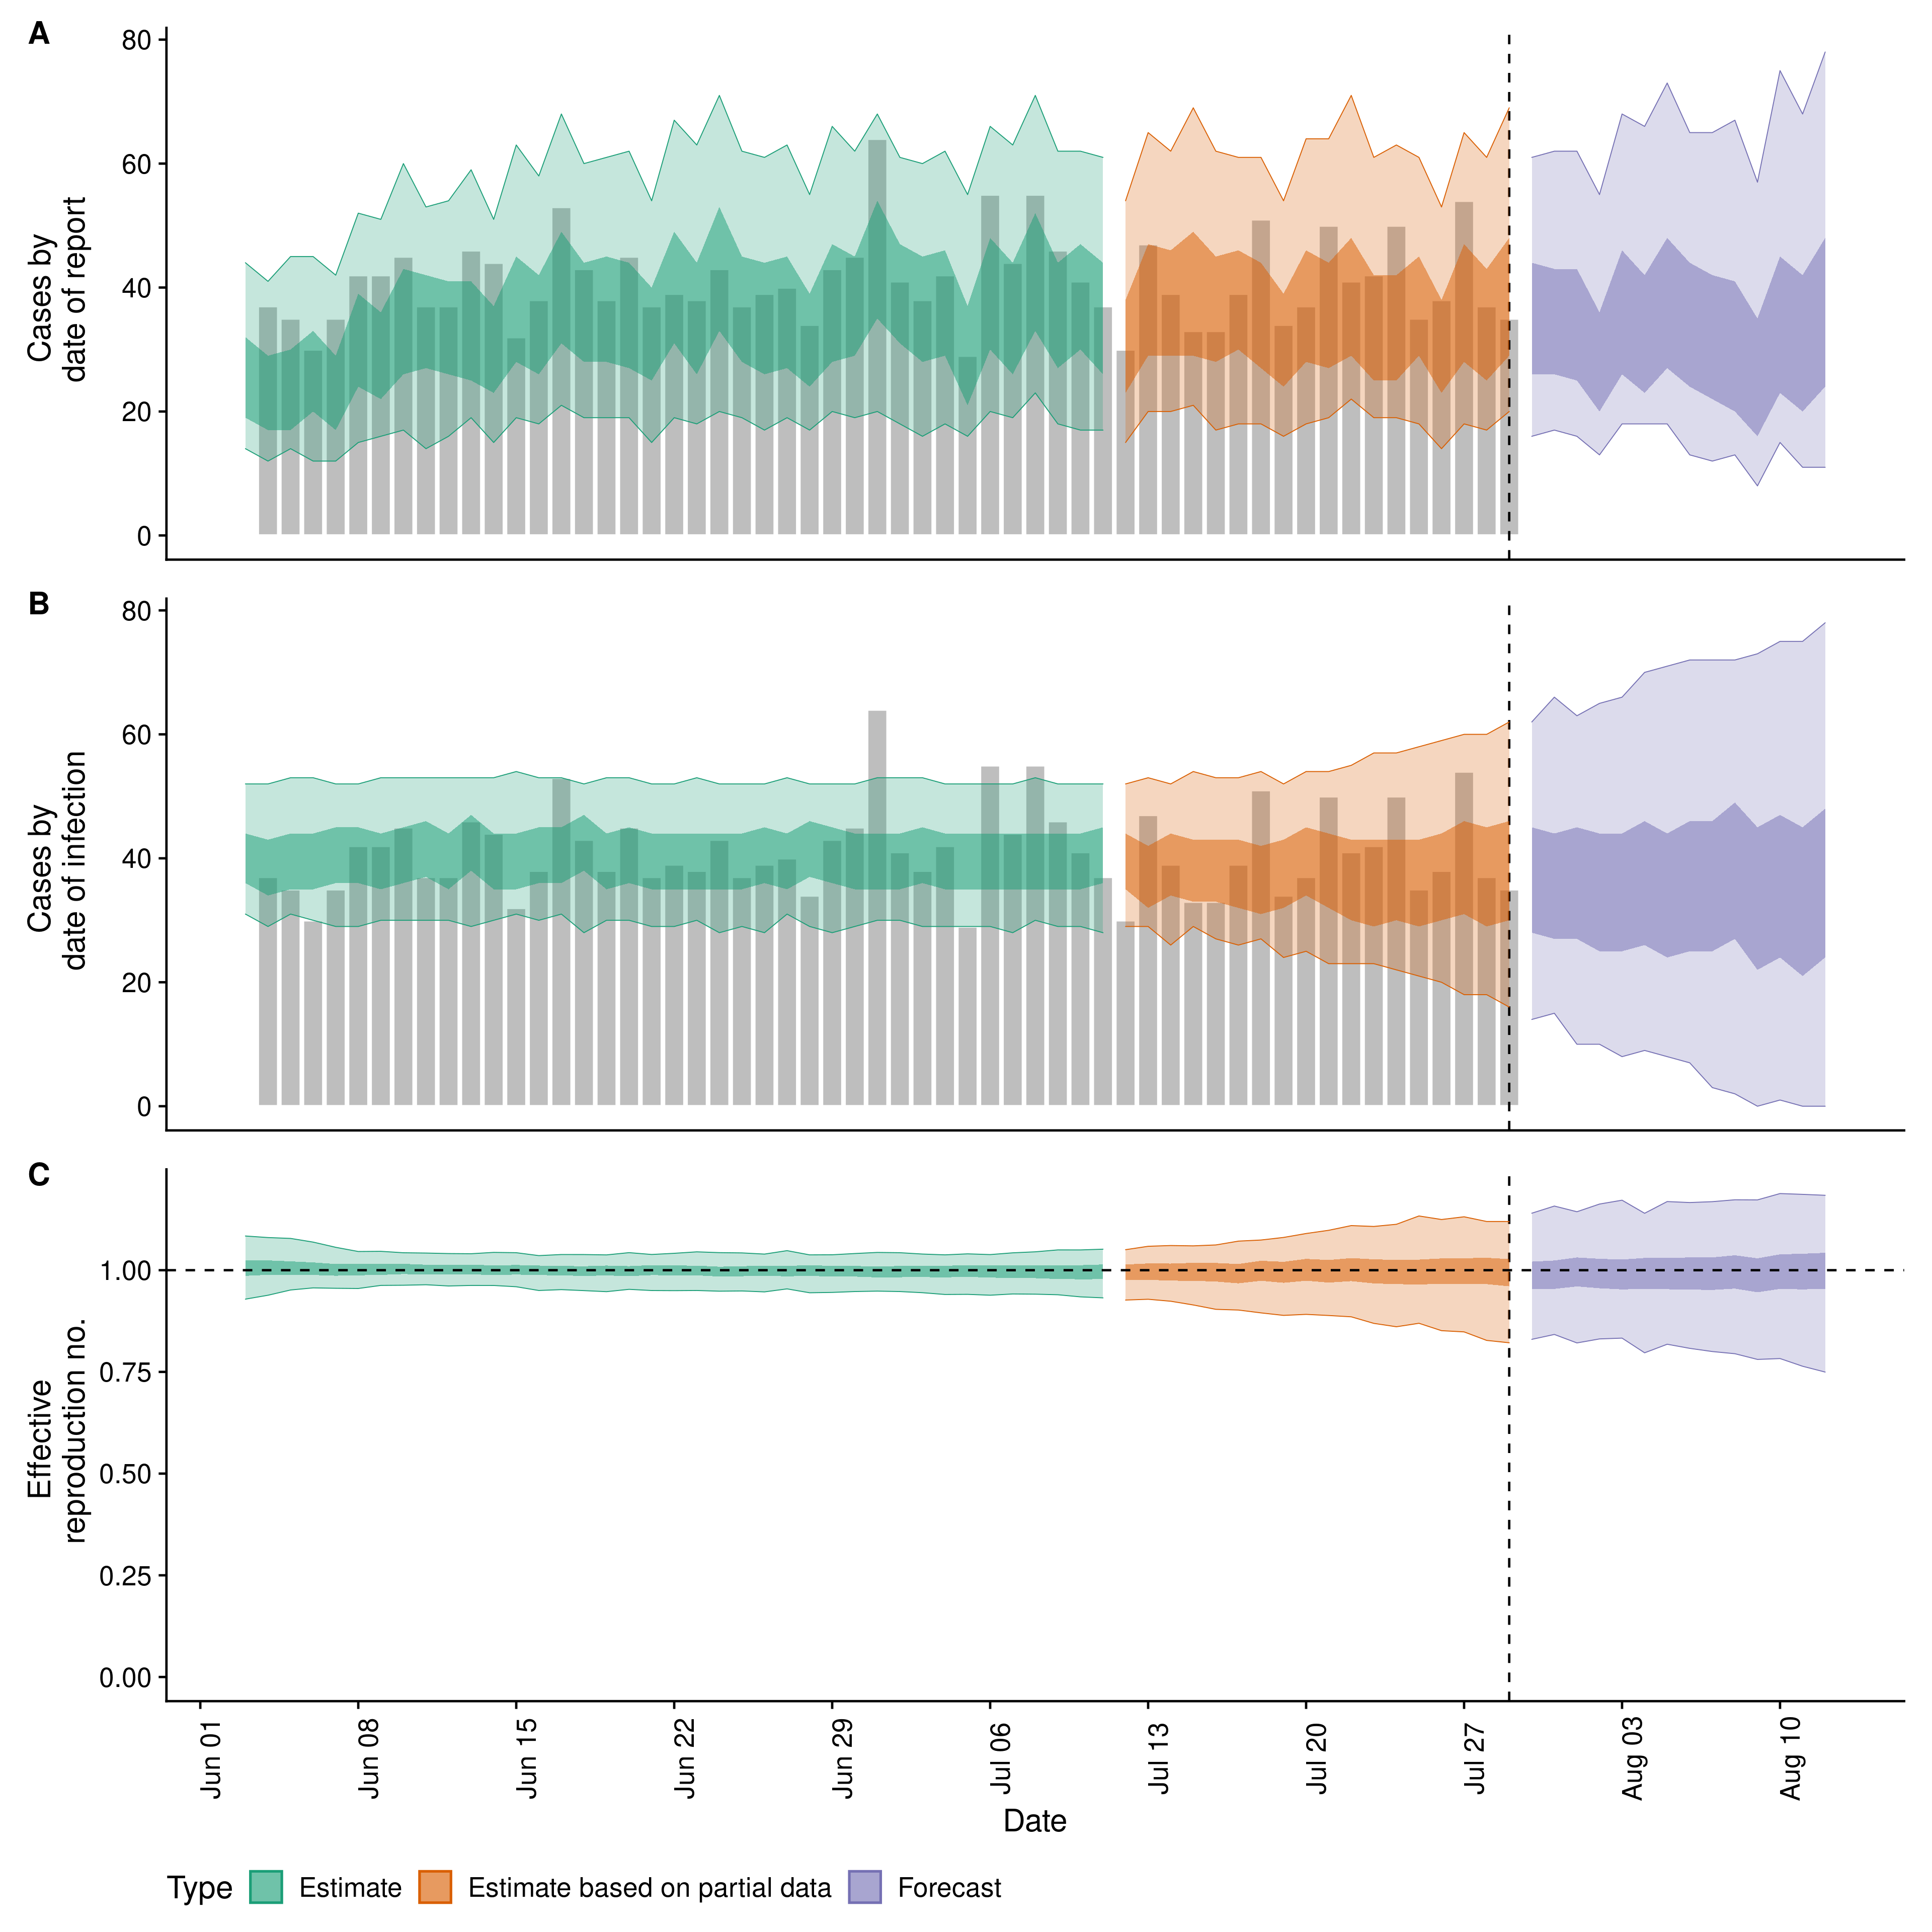 A
80
60
40
20
0
Cases by
date of report
B
80
60
40
20
0
Cases by
date of infection
C
1.00
0.75
0.50
0.25
0.00
Effective
reproduction no.
Jun 01
Jun 08
Jun 15
Jun 22
Jun 29
Jul 06
Jul 13
Jul 20
Jul 27
Aug 03
Aug 10
Date
Type Estimate Estimate based on partial data Forecast